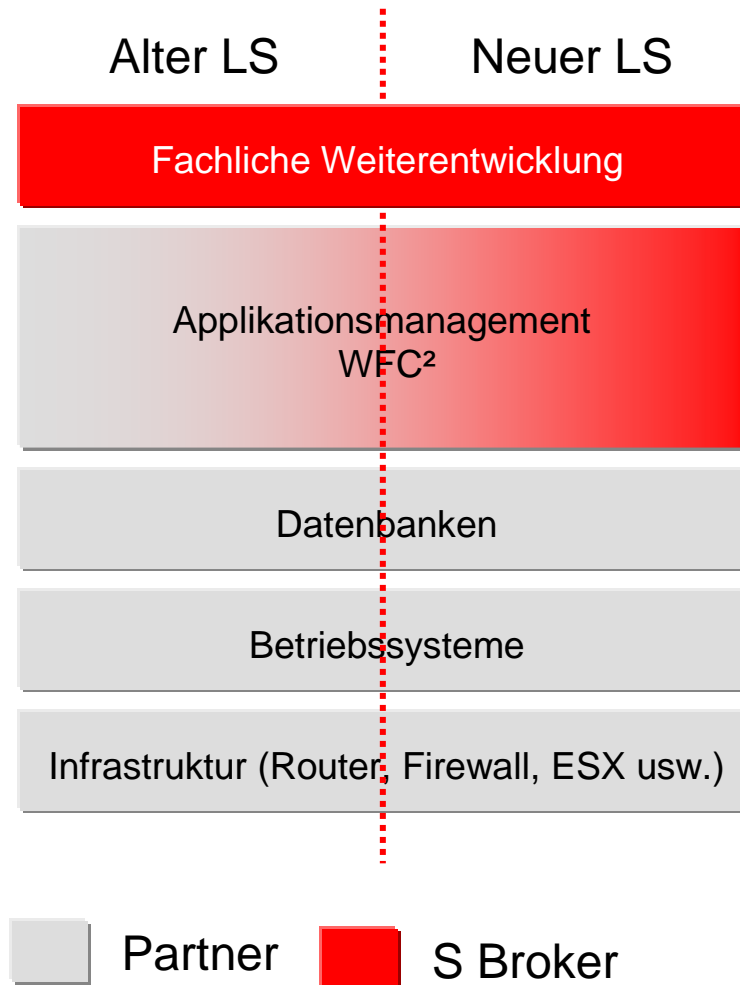 Alter LS
Neuer LS
Fachliche Weiterentwicklung
Applikationsmanagement
WFC²
Datenbanken
Betriebssysteme
Infrastruktur (Router, Firewall, ESX usw.)
Partner
S Broker